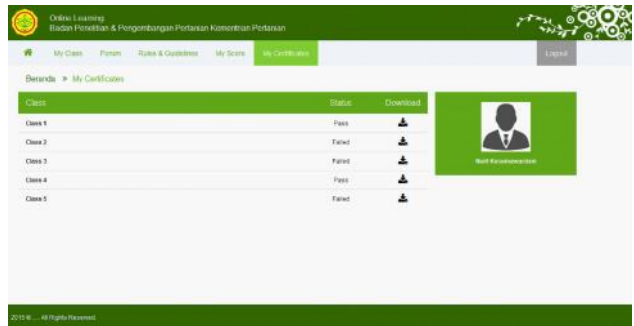 Online Learning
Badan Penelitian & Pengembangan Pertanian Kementrian Pertanian
My Class Forum Rules & Guidelines My Score My Certificates Logout
Beranda » My Certificates
Class Status Download
Class 1 Pass
Class 2 Failed
Class 3 Failed
Class 4 Pass
Class 5 Failed
2015 © .... All Rights Reserved.